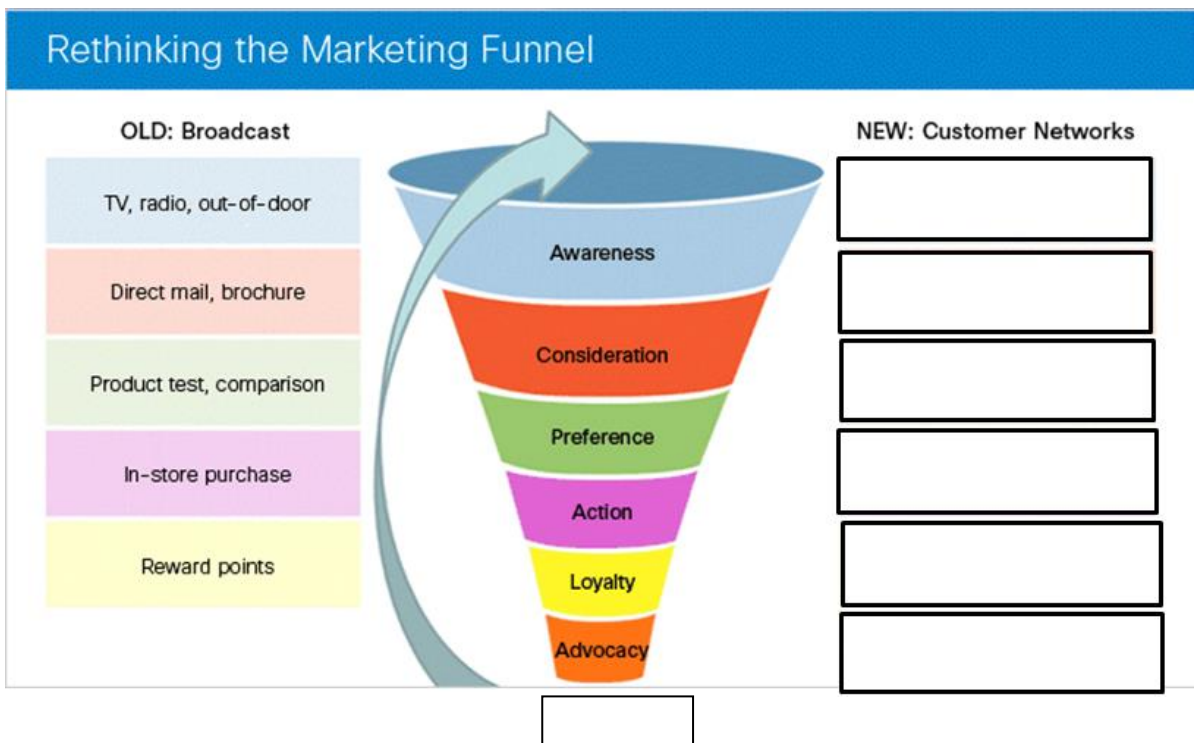 Rethinking the Marketing Funnel
OLD: Broadcast
TV, radio, out-of-door
Direct mail, brochure
Product test, comparison
In-store purchase
Reward points
Awareness
Consideration
Preference
Action
Loyalty
Advocacy
NEW: Customer Networks